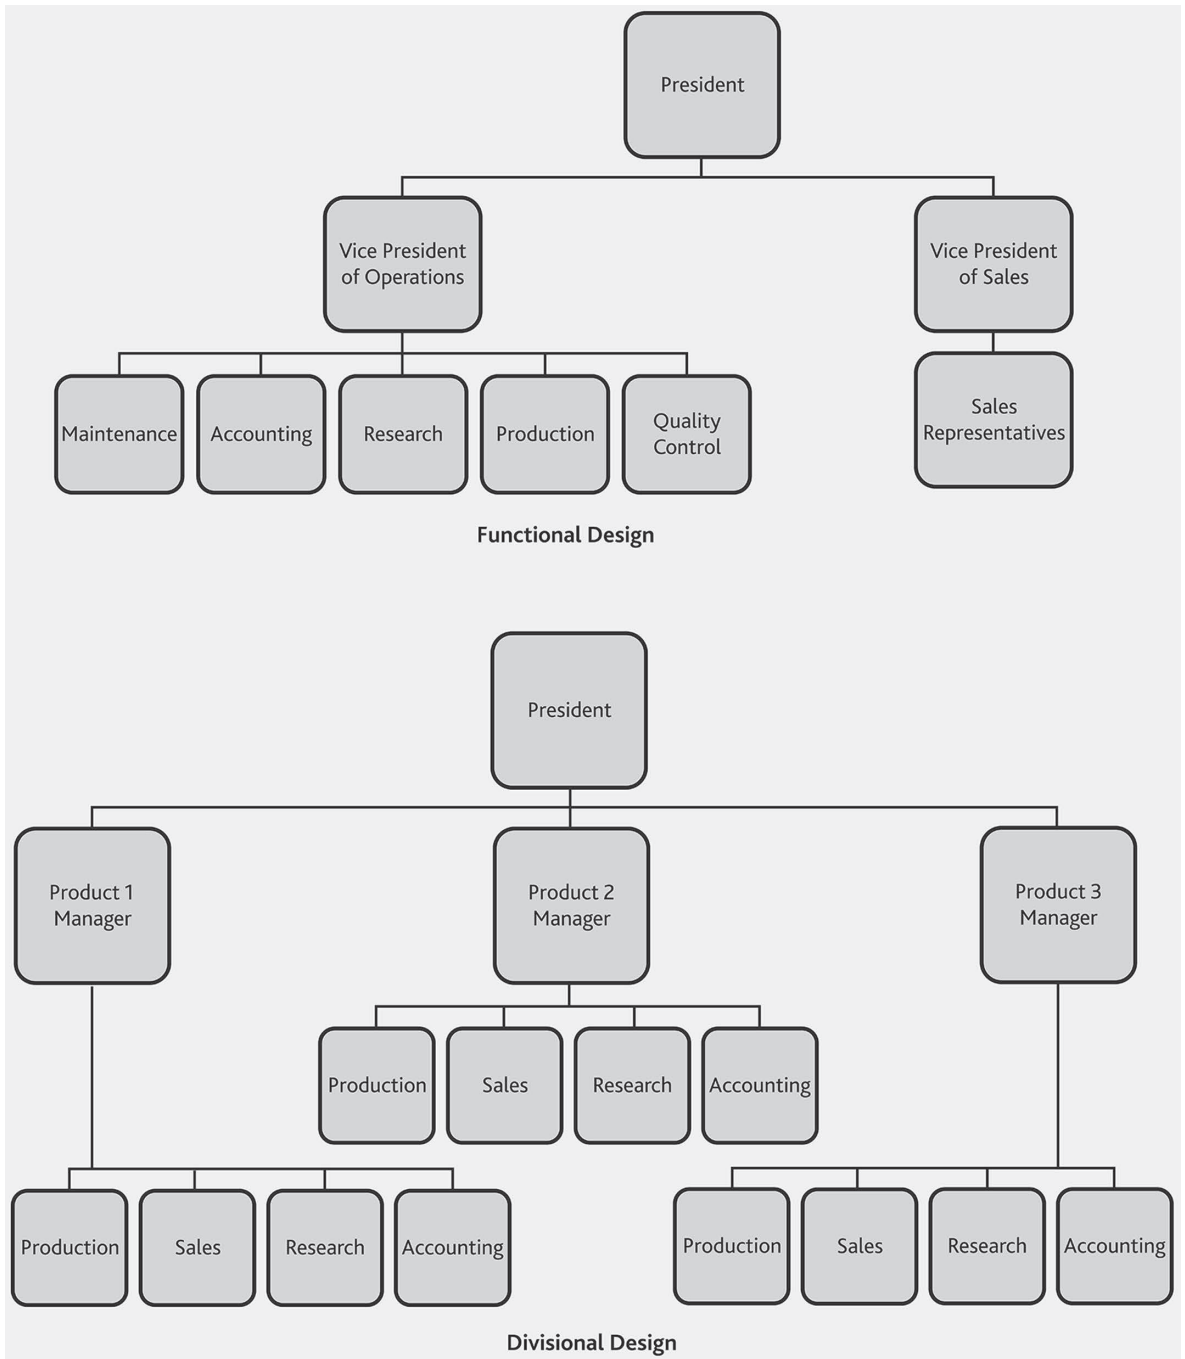 President
Vice President
of Operations
Vice President
of Sales
Maintenance
Accounting
Research
Production
Quality
Control
Sales
Representatives
Functional Design
President
Product 1
Manager
Product 2
Manager
Product 3
Manager
Production
Sales
Research
Accounting
Production
Sales
Research
Accounting
Production
Sales
Research
Accounting
Divisional Design